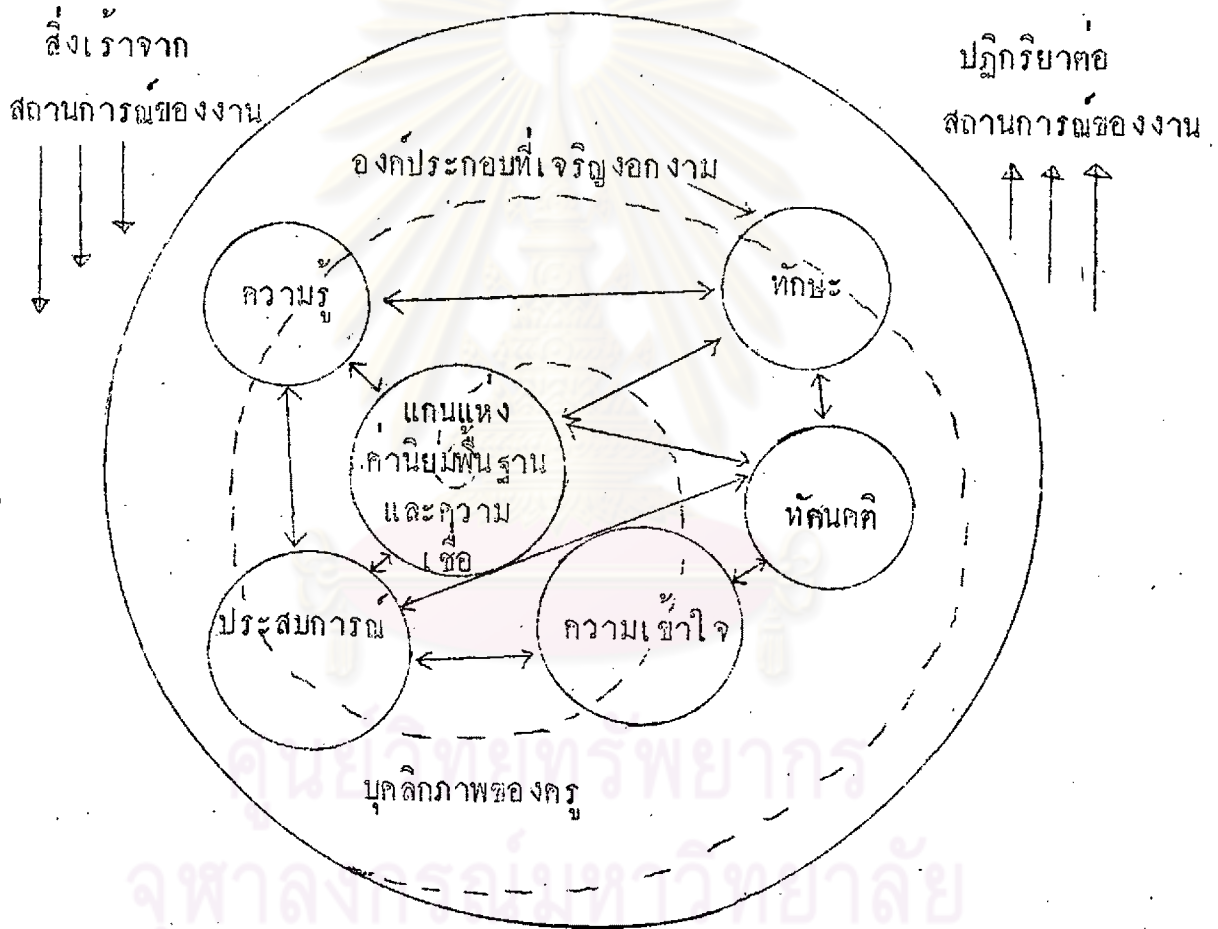 สิ่งเร้าจาก
สถานการณ์ของงาน
ปฏิกริยาต่อ
สถานการณ์ของงาน
องค์ประกอบที่เจริญงอกงาม
ความรู้
ทักษะ
แกนแห่ง
ค่านิยมพื้นฐาน
และความ
เชื่อ
ทัศนคติ
ประสบการณ์
ความเข้าใจ
บุคลิกภาพของครู
ศูนย์วิทยทรัพยากร
จุฬาลงกรณ์มหาวิทยาลัย